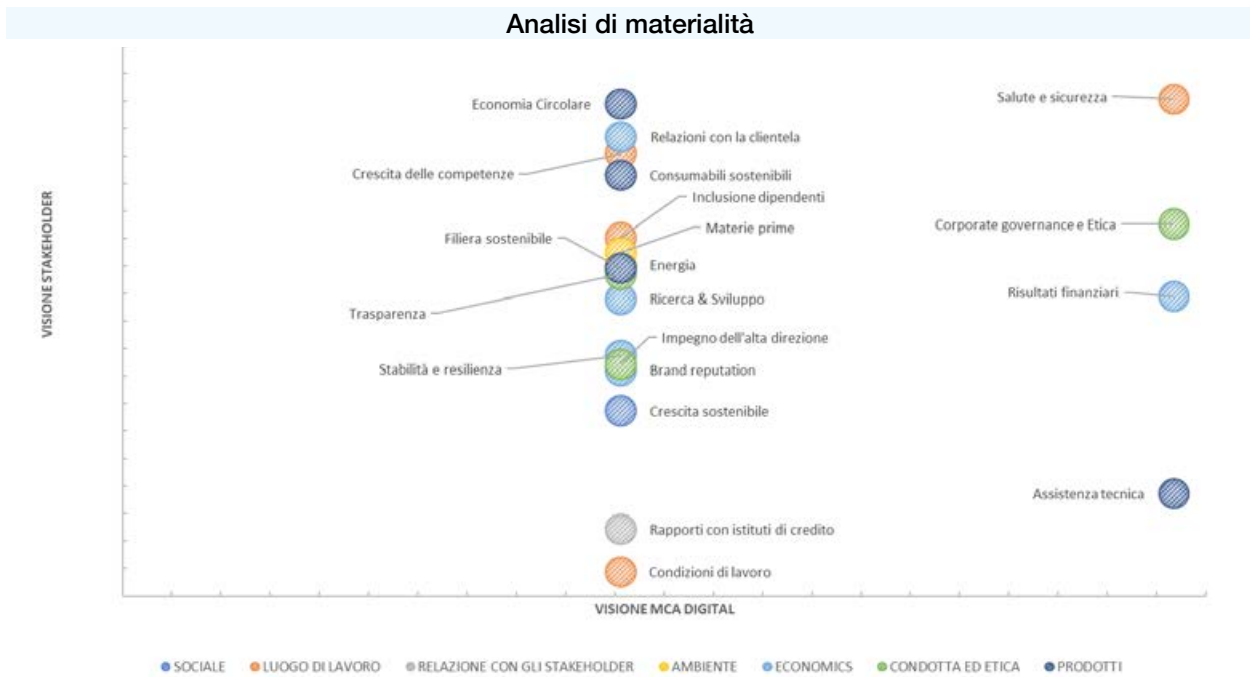 Analisi di materialità
Economia Circolare
Salute e sicurezza
Relazioni con la clientela
Crescita delle competenze
Consumabili sostenibili
Inclusione dipendenti
Materie prime
Corporate governance e Etica
Filiera sostenibile
Energia
Risultati finanziari
Ricerca & Sviluppo
Trasparenza
Impegno dell'alta direzione
Stabilità e resilienza
Brand reputation
Crescita sostenibile
Assistenza tecnica
Rapporti con istituti di credito
Condizioni di lavoro
VISIONE STAKEHOLDER
VISIONE MCA DIGITAL
SOCIALE LUOGO DI LAVORO RELAZIONE CON GLI STAKEHOLDER AMBIENTE ECONOMICS CONDOTTA ED ETICA PRODOTTI